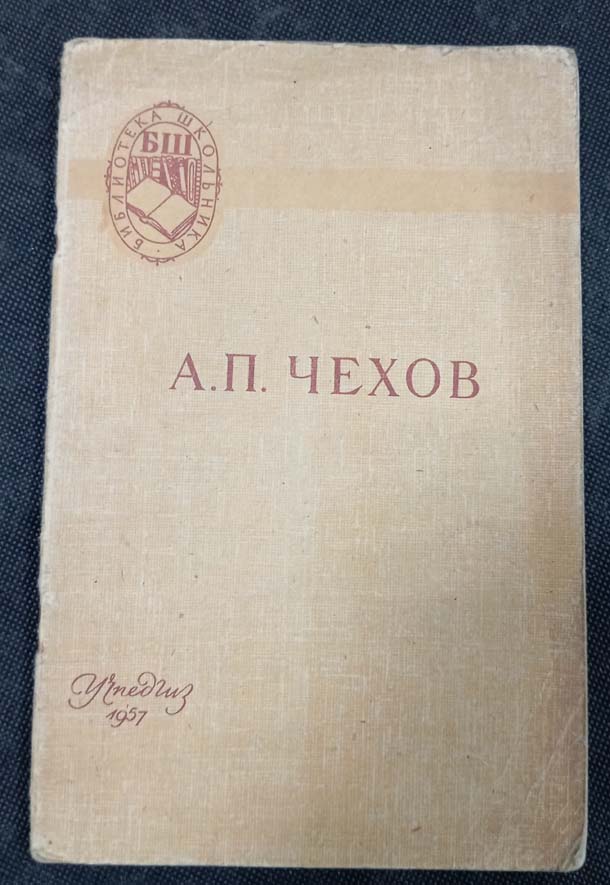 БИБЛИОТЕКА ШКОЛЬНИКА
БШ
А.П. ЧЕХОВ
Учпедгиз
1957